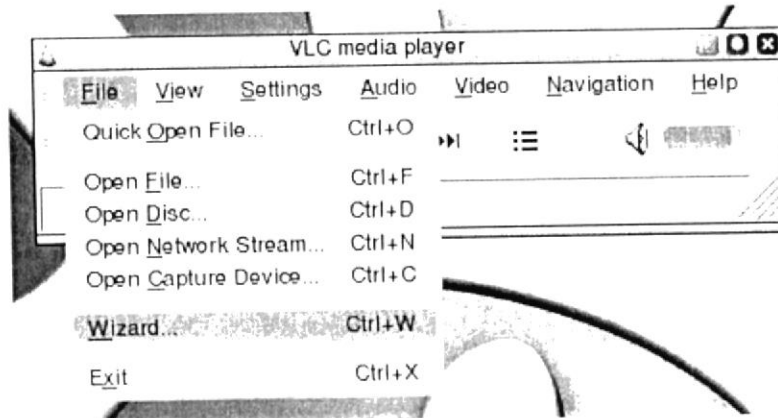 VLC media player
File View Settings Audio Video Navigation Help
Quick Open File... Ctrl+O
Open File... Ctrl+F
Open Disc... Ctrl+D
Open Network Stream... Ctrl+N
Open Capture Device... Ctrl+C
Wizard... Ctrl+W
Exit Ctrl+X